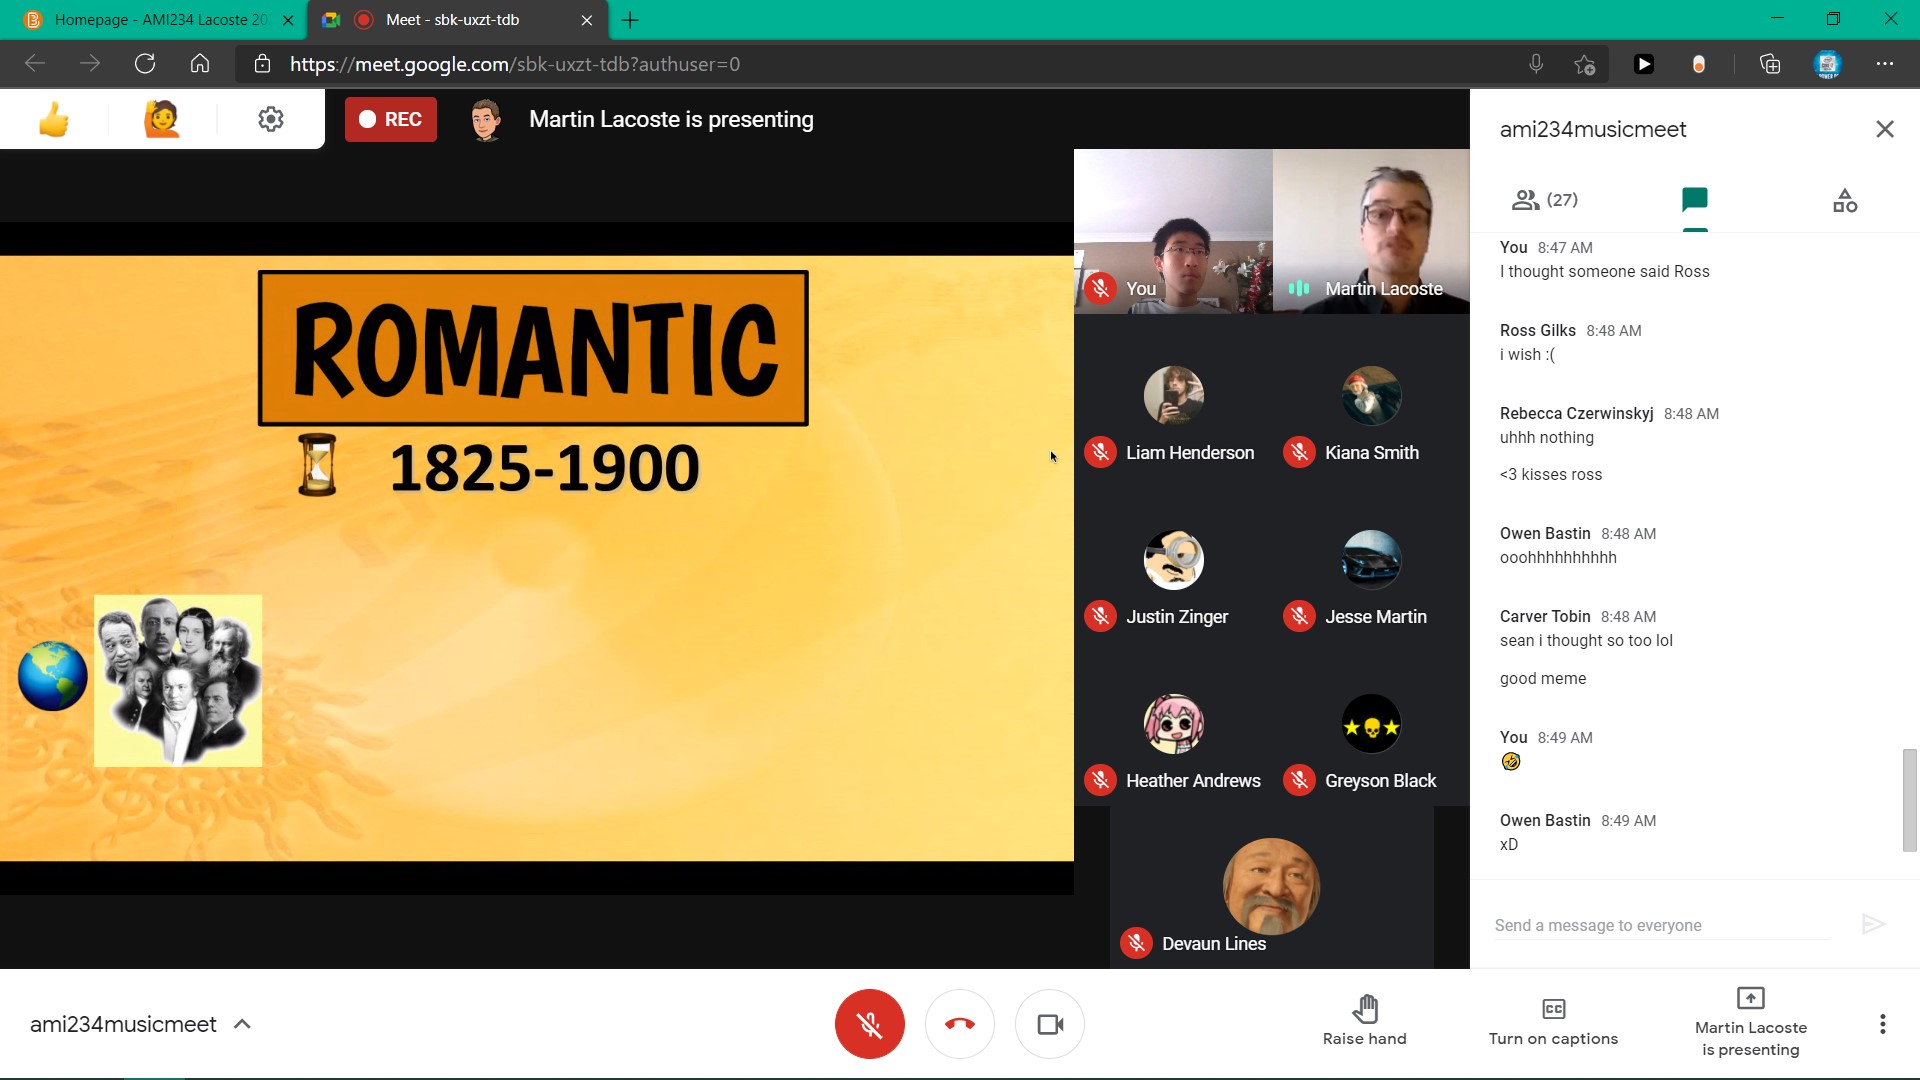 Homepage - AMI234 Lacoste 20
Meet - sbk-uxzt-tdb
https://meet.google.com/sbk-uxzt-tdb?authuser=0
REC
Martin Lacoste is presenting
ROMANTIC
1825-1900
You
Martin Lacoste
Liam Henderson
Kiana Smith
Justin Zinger
Jesse Martin
Heather Andrews
Greyson Black
Devaun Lines
ami234musicmeet
(27)
You 8:47 AM
I thought someone said Ross
Ross Gilks 8:48 AM
i wish :(
Rebecca Czerwinskyj 8:48 AM
uhhh nothing
<3 kisses ross
Owen Bastin 8:48 AM
ooohhhhhhhhhh
Carver Tobin 8:48 AM
sean i thought so too lol
good meme
You 8:49 AM
🤣
Owen Bastin 8:49 AM
xD
Send a message to everyone
ami234musicmeet
Raise hand
CC
Turn on captions
Martin Lacoste
is presenting